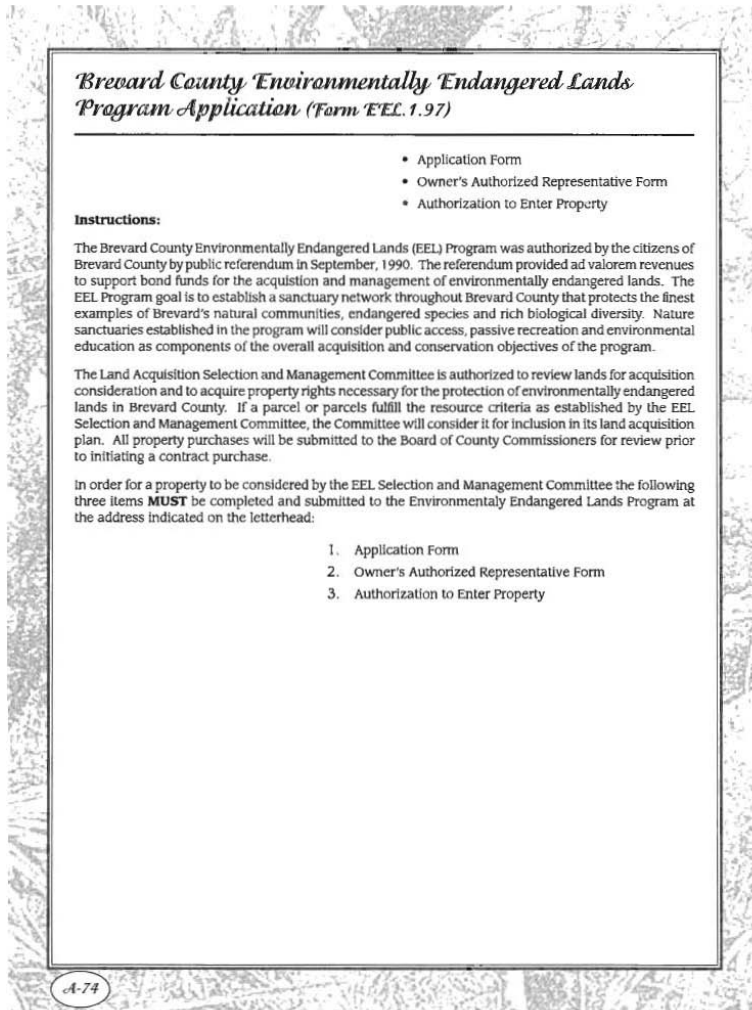 Brevard County Environmentally Endangered Lands
Program Application (Form EEL.1.97)
• Application Form
• Owner's Authorized Representative Form
• Authorization to Enter Property
Instructions:
The Brevard County Environmentally Endangered Lands (EEL) Program was authorized by the citizens of
Brevard County by public referendum in September, 1990. The referendum provided ad valorem revenues
to support bond funds for the acquistion and management of environmentally endangered lands. The
EEL Program goal is to establish a sanctuary network throughout Brevard County that protects the finest
examples of Brevard's natural communities, endangered species and rich biological diversity. Nature
sanctuaries established in the program will consider public access, passive recreation and environmental
education as components of the overall acquisition and conservation objectives of the program.
The Land Acquisition Selection and Management Committee is authorized to review lands for acquisition
consideration and to acquire property rights necessary for the protection of environmentally endangered
lands in Brevard County. If a parcel or parcels fulfill the resource criteria as established by the EEL
Selection and Management Committee, the Committee will consider it for inclusion in its land acquisition
plan. All property purchases will be submitted to the Board of County Commissioners for review prior
to initiating a contract purchase.
In order for a property to be considered by the EEL Selection and Management Committee the following
three items MUST be completed and submitted to the Environmentaly Endangered Lands Program at
the address indicated on the letterhead:
1. Application Form
2. Owner's Authorized Representative Form
3. Authorization to Enter Property
A-74